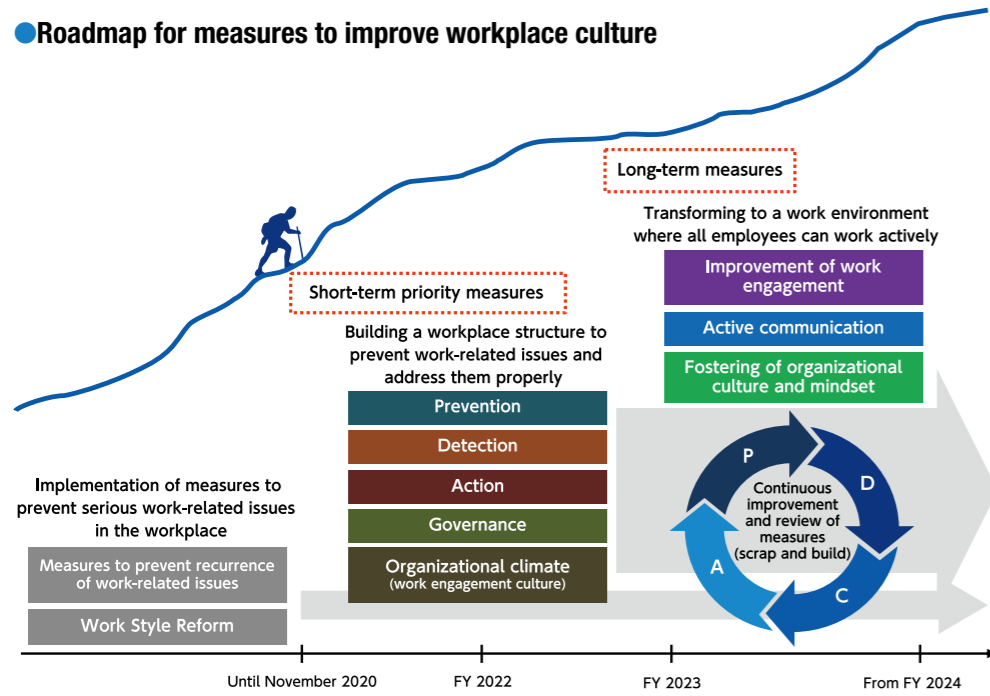 Roadmap for measures to improve workplace culture
Long-term measures
Transforming to a work environment
where all employees can work actively
Improvement of work
engagement
Active communication
Fostering of organizational
culture and mindset
Short-term priority measures
Building a workplace structure to
prevent work-related issues and
address them properly
Prevention
Detection
Action
Governance
Organizational climate
(work engagement culture)
Implementation of measures to
prevent serious work-related issues
in the workplace
Measures to prevent recurrence
of work-related issues
Work Style Reform
P
D
C
A
Continuous
improvement
and review of
measures
(scrap and build)
Until November 2020
FY 2022
FY 2023
From FY 2024